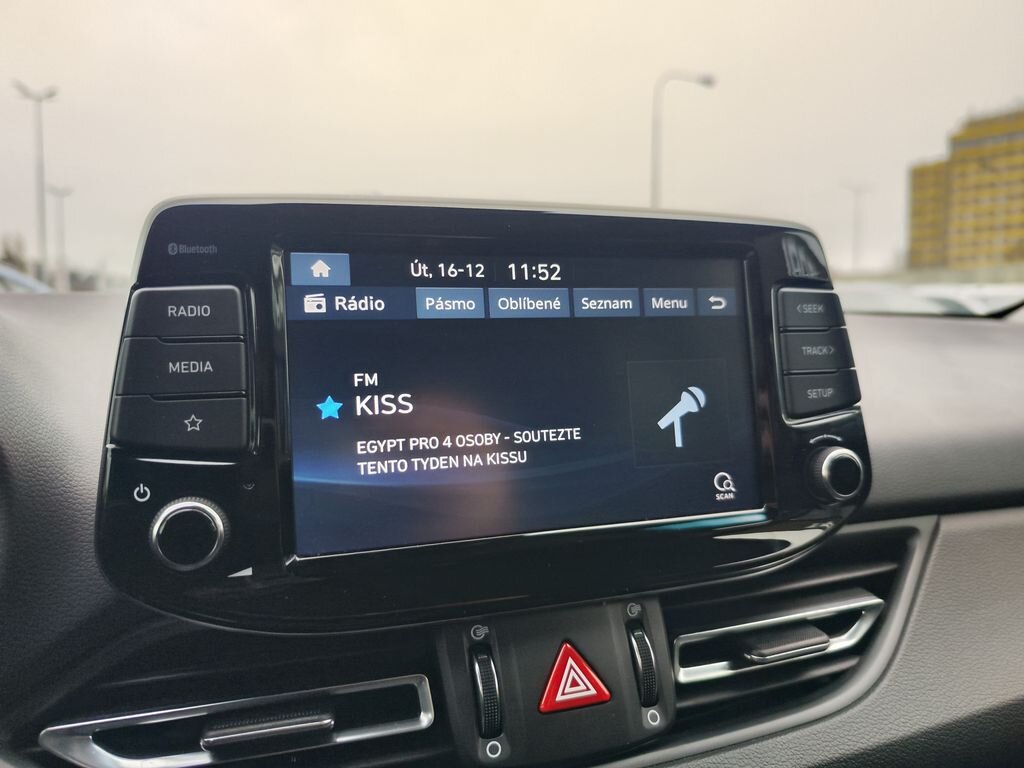 Bluetooth
Út, 16-12 11:52
RADIO
MEDIA
Rádio Pásmo Oblíbené Seznam Menu
< SEEK
TRACK >
SETUP
FM
KISS
EGYPT PRO 4 OSOBY - SOUTEZTE
TENTO TYDEN NA KISSU
SCAN